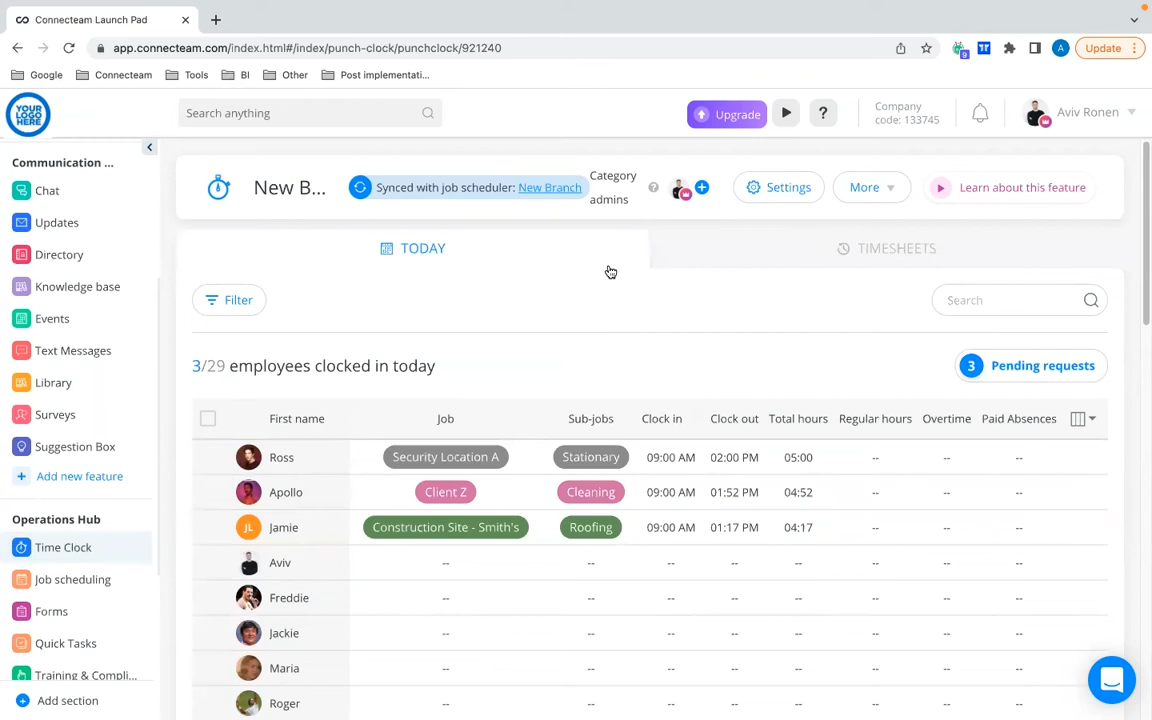 Connecteam Launch Pad
app.connecteam.com/index.html#/index/punch-clock/punchclock/921240
9
A
Update
Google
Connecteam
Tools
BI
Other
Post implementati...
YOUR
LOGO
HERE
Search anything
Upgrade
?
Company
code: 133745
Aviv Ronen
Communication ...
Chat
Updates
Directory
Knowledge base
Events
Text Messages
Library
Surveys
Suggestion Box
+ Add new feature
Operations Hub
Time Clock
Job scheduling
Forms
Quick Tasks
Training & Compli...
+ Add section
New B...
Synced with job scheduler: New Branch
Category
admins
?
Settings
More
Learn about this feature
TODAY
TIMESHEETS
Filter
Search
3/29 employees clocked in today
3 Pending requests
First name Job Sub-jobs Clock in Clock out Total hours Regular hours Overtime Paid Absences
Ross Security Location A Stationary 09:00 AM 02:00 PM 05:00 -- -- --
Apollo Client Z Cleaning 09:00 AM 01:52 PM 04:52 -- -- --
JL Jamie Construction Site - Smith's Roofing 09:00 AM 01:17 PM 04:17 -- -- --
Aviv -- -- -- -- -- -- -- --
Freddie -- -- -- -- -- -- -- --
Jackie -- -- -- -- -- -- -- --
Maria -- -- -- -- -- -- -- --
Roger -- -- -- -- -- -- -- --